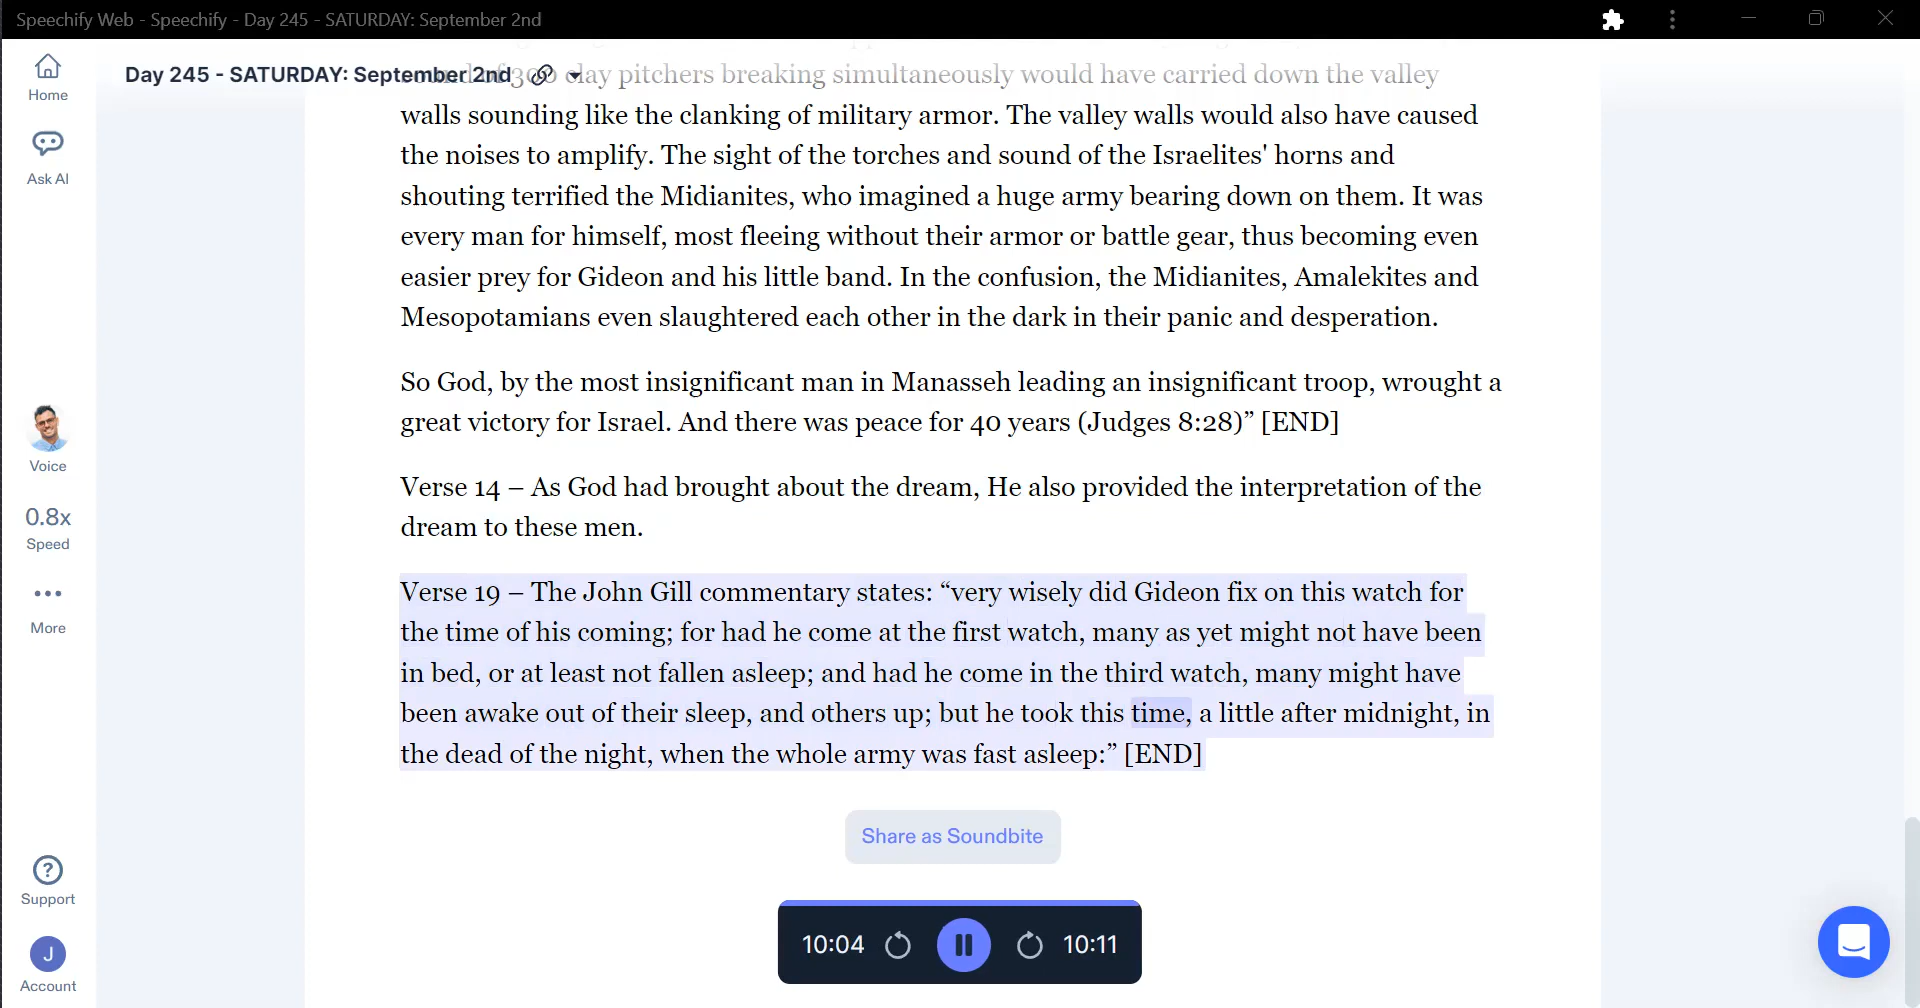 Speechify Web - Speechify - Day 245 - SATURDAY: September 2nd
Home
Ask AI
Voice
0.8x
Speed
More
Support
J
Account
Day 245 - SATURDAY: September 2nd
sound of 300 clay pitchers breaking simultaneously would have carried down the valley
walls sounding like the clanking of military armor. The valley walls would also have caused
the noises to amplify. The sight of the torches and sound of the Israelites' horns and
shouting terrified the Midianites, who imagined a huge army bearing down on them. It was
every man for himself, most fleeing without their armor or battle gear, thus becoming even
easier prey for Gideon and his little band. In the confusion, the Midianites, Amalekites and
Mesopotamians even slaughtered each other in the dark in their panic and desperation.
So God, by the most insignificant man in Manasseh leading an insignificant troop, wrought a
great victory for Israel. And there was peace for 40 years (Judges 8:28)” [END]
Verse 14 – As God had brought about the dream, He also provided the interpretation of the
dream to these men.
Verse 19 – The John Gill commentary states: “very wisely did Gideon fix on this watch for
the time of his coming; for had he come at the first watch, many as yet might not have been
in bed, or at least not fallen asleep; and had he come in the third watch, many might have
been awake out of their sleep, and others up; but he took this time, a little after midnight, in
the dead of the night, when the whole army was fast asleep:” [END]
Share as Soundbite
10:04
10:11